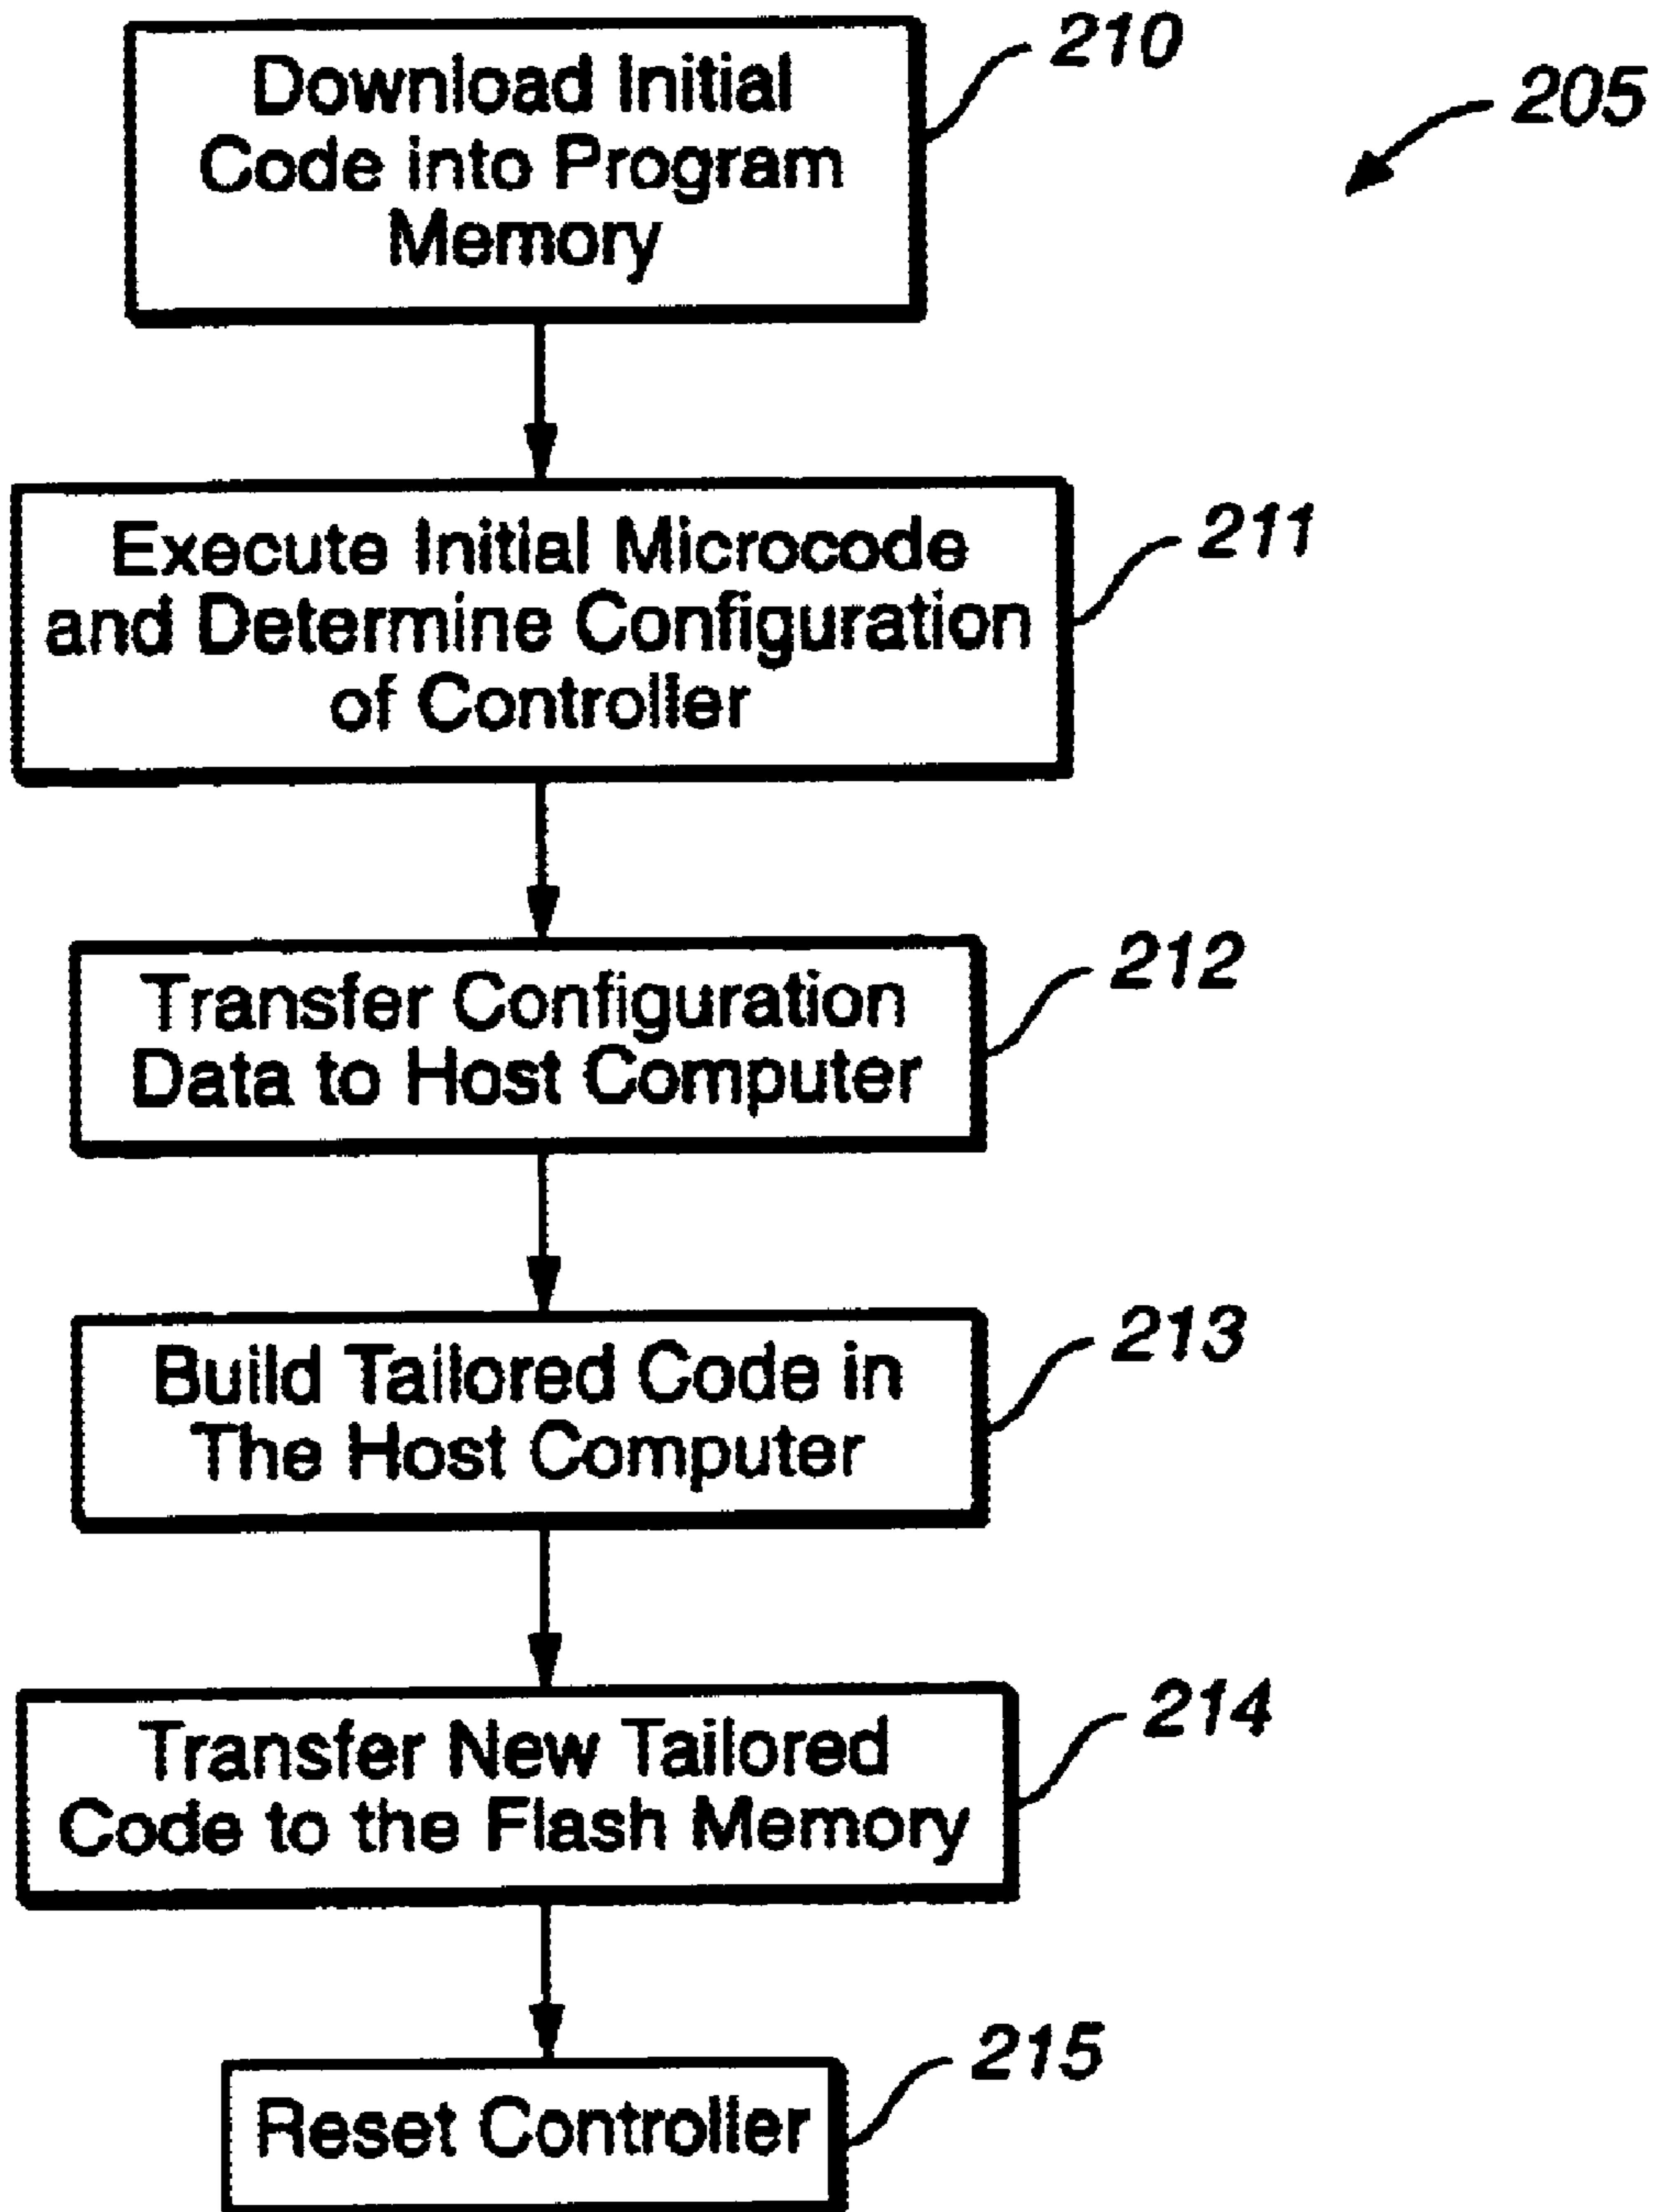 Download Initial
Code into Program
Memory
210
205
Execute Initial Microcode
and Determine Configuration
of Controller
211
Transfer Configuration
Data to Host Computer
212
Build Tailored Code in
The Host Computer
213
Transfer New Tailored
Code to the Flash Memory
214
Reset Controller
215